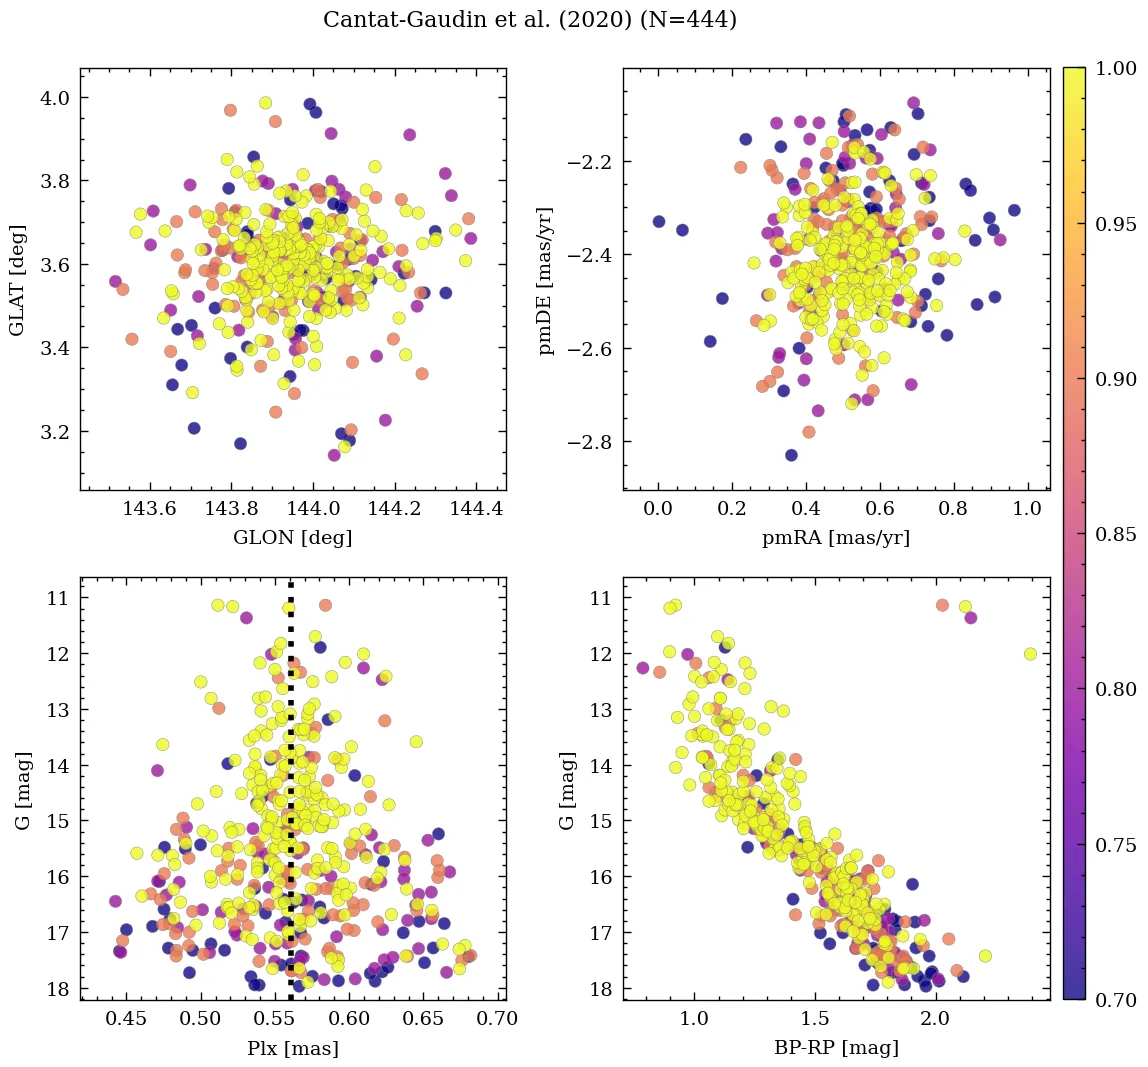 Cantat-Gaudin et al. (2020) (N=444)
4.0
3.8
3.6
3.4
3.2
GLAT [deg]
143.6 143.8 144.0 144.2 144.4
GLON [deg]
−2.2
−2.4
−2.6
−2.8
pmDE [mas/yr]
0.0 0.2 0.4 0.6 0.8 1.0
pmRA [mas/yr]
11
12
13
14
15
16
17
18
G [mag]
0.45 0.50 0.55 0.60 0.65 0.70
Plx [mas]
11
12
13
14
15
16
17
18
G [mag]
1.0 1.5 2.0
BP-RP [mag]
1.00
0.95
0.90
0.85
0.80
0.75
0.70